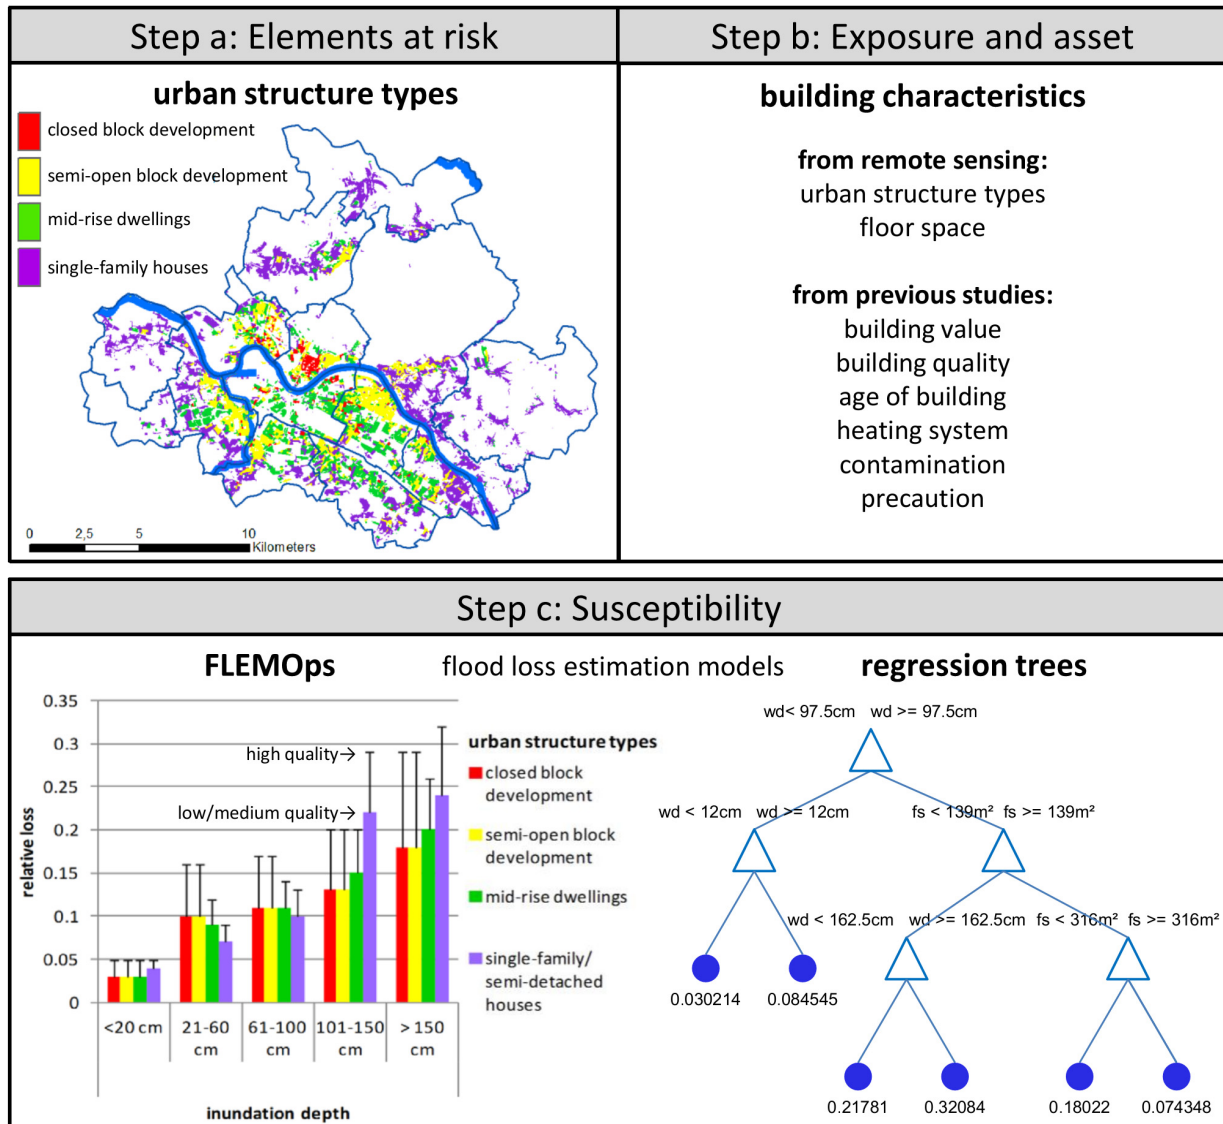 Step a: Elements at risk
urban structure types
closed block development
semi-open block development
mid-rise dwellings
single-family houses
0 2,5 5 10
Kilometers
Step b: Exposure and asset
building characteristics
from remote sensing:
urban structure types
floor space
from previous studies:
building value
building quality
age of building
heating system
contamination
precaution
Step c: Susceptibility
FLEMOps
flood loss estimation models
regression trees
0.35
0.3
0.25
0.2
0.15
0.1
0.05
0
relative loss
high quality→
low/medium quality→
<20 cm
21-60
cm
61-100
cm
101-150
cm
> 150
cm
inundation depth
urban structure types
closed block
development
semi-open block
development
mid-rise dwellings
single-family/
semi-detached
houses
wd< 97.5cm wd >= 97.5cm
wd < 12cm wd >= 12cm
fs < 139m² fs >= 139m²
wd < 162.5cm wd >= 162.5cm
fs < 316m² fs >= 316m²
0.030214
0.084545
0.21781
0.32084
0.18022
0.074348